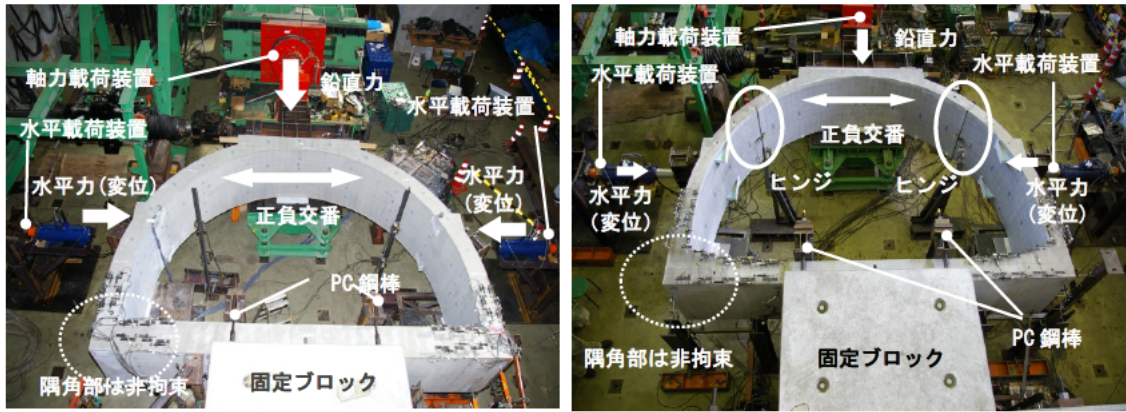 軸力載荷装置
鉛直力
水平載荷装置
水平載荷装置
水平力(変位)
水平力
(変位)
正負交番
PC鋼棒
隅角部は非拘束
固定ブロック
軸力載荷装置
鉛直力
水平載荷装置
水平載荷装置
正負交番
ヒンジ
ヒンジ
水平力
(変位)
水平力
(変位)
PC鋼棒
隅角部は非拘束
固定ブロック